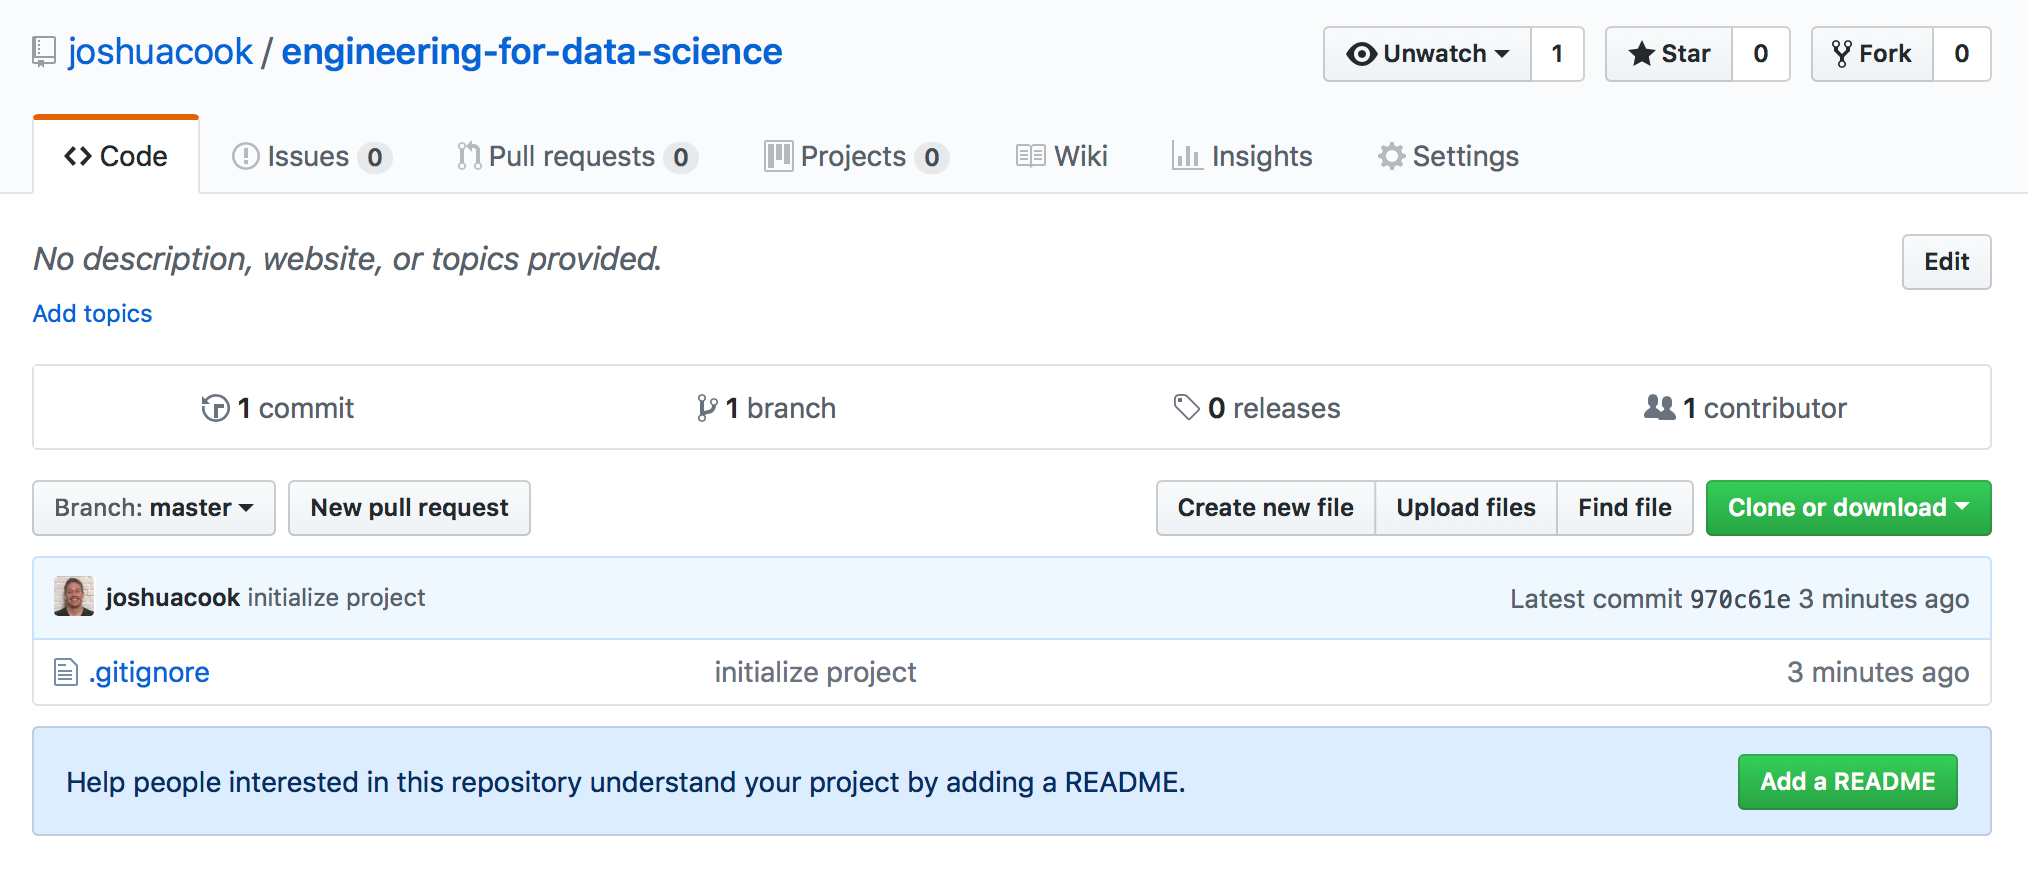 joshuacook / engineering-for-data-science Unwatch 1 Star 0 Fork 0
Code Issues 0 Pull requests 0 Projects 0 Wiki Insights Settings
No description, website, or topics provided. Edit
Add topics
1 commit 1 branch 0 releases 1 contributor
Branch: master New pull request Create new file Upload files Find file Clone or download
joshuacook initialize project Latest commit 970c61e 3 minutes ago
.gitignore initialize project 3 minutes ago
Help people interested in this repository understand your project by adding a README. Add a README